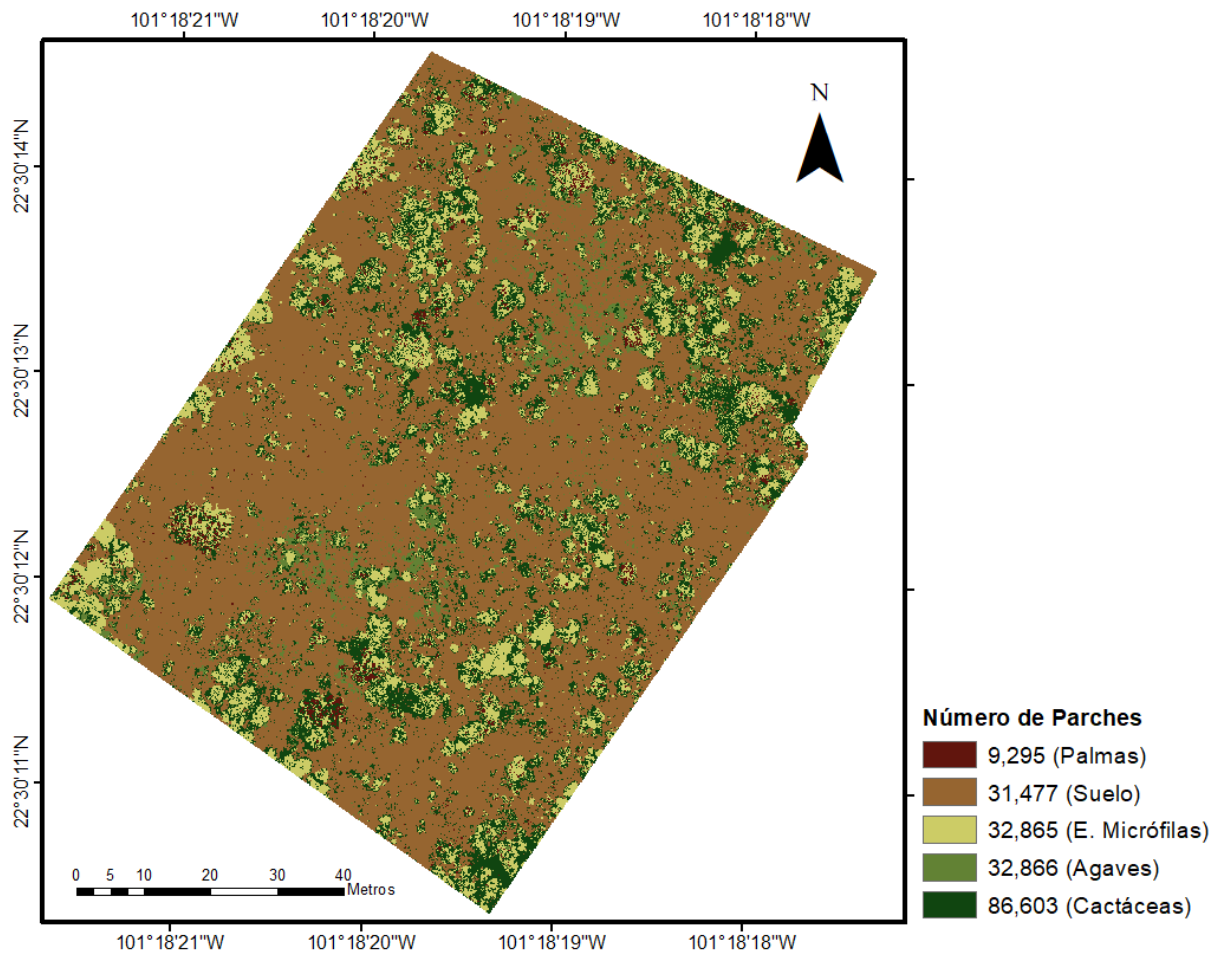 101°18'21"W 101°18'20"W 101°18'19"W 101°18'18"W
N
22°30'14"N
22°30'13"N
22°30'12"N
22°30'11"N
Número de Parches
9,295 (Palmas)
31,477 (Suelo)
32,865 (E. Micrófilas)
32,866 (Agaves)
86,603 (Cactáceas)
0 5 10 20 30 40
Metros
101°18'21"W 101°18'20"W 101°18'19"W 101°18'18"W